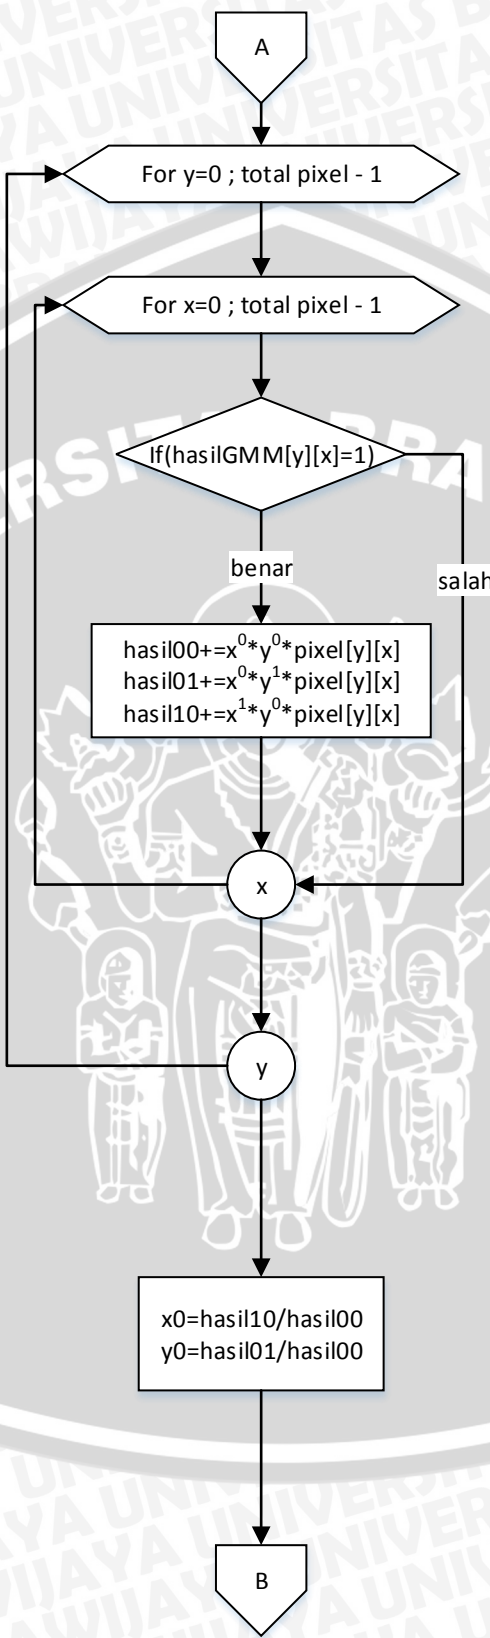 A
For y=0 ; total pixel - 1
For x=0 ; total pixel - 1
If(hasilGMM[y][x]=1)
benar
salah
hasil00+=x⁰*y⁰*pixel[y][x]
hasil01+=x⁰*y¹*pixel[y][x]
hasil10+=x¹*y⁰*pixel[y][x]
x
y
x0=hasil10/hasil00
y0=hasil01/hasil00
B